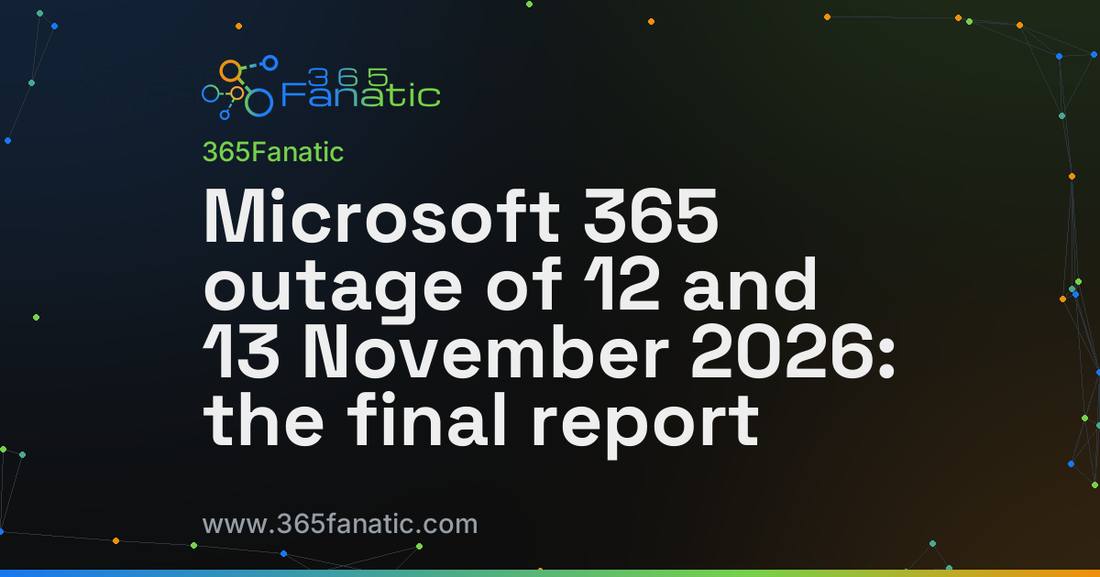 365
Fanatic
365Fanatic
Microsoft 365
outage of 12 and
13 November 2026:
the final report
www.365fanatic.com